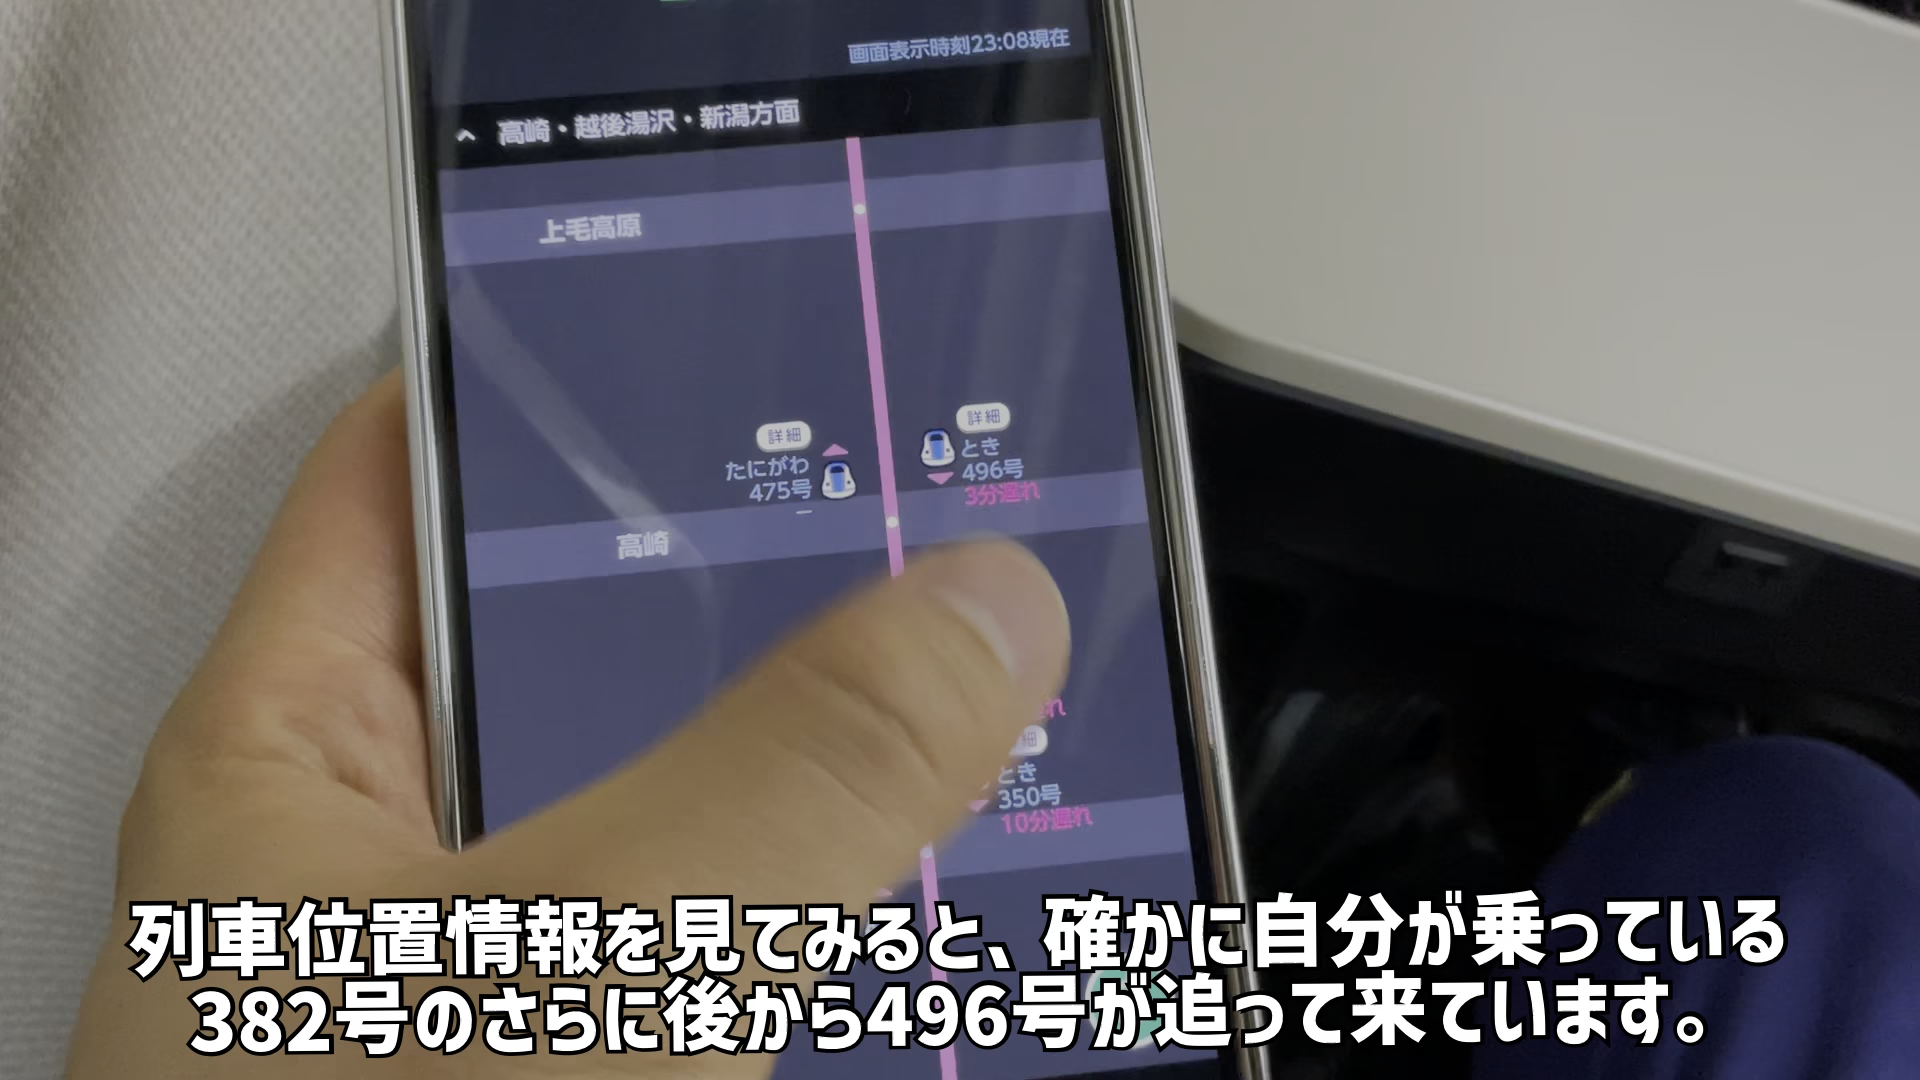 画面表示時刻23:08現在
高崎・越後湯沢・新潟方面
上毛高原
詳細
たにがわ
475号
詳細
とき
496号
3分遅れ
高崎
れ
細
とき
350号
10分遅れ
列車位置情報を見てみると、確かに自分が乗っている
382号のさらに後から496号が追って来ています。